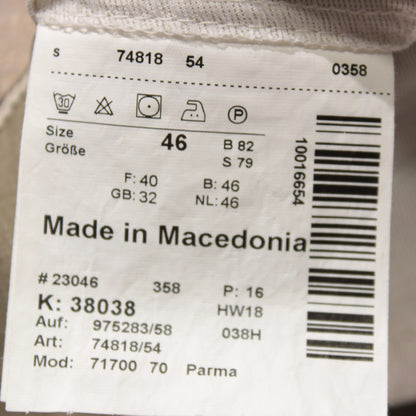 s 74818 54 0358
30 P
Size
Größe 46 B 82
S 79
F: 40 B: 46
GB: 32 NL: 46
10016654
Made in Macedonia
# 23046 358 P: 16
K: 38038 HW18
Auf: 975283/58 038H
Art: 74818/54
Mod: 71700 70 Parma